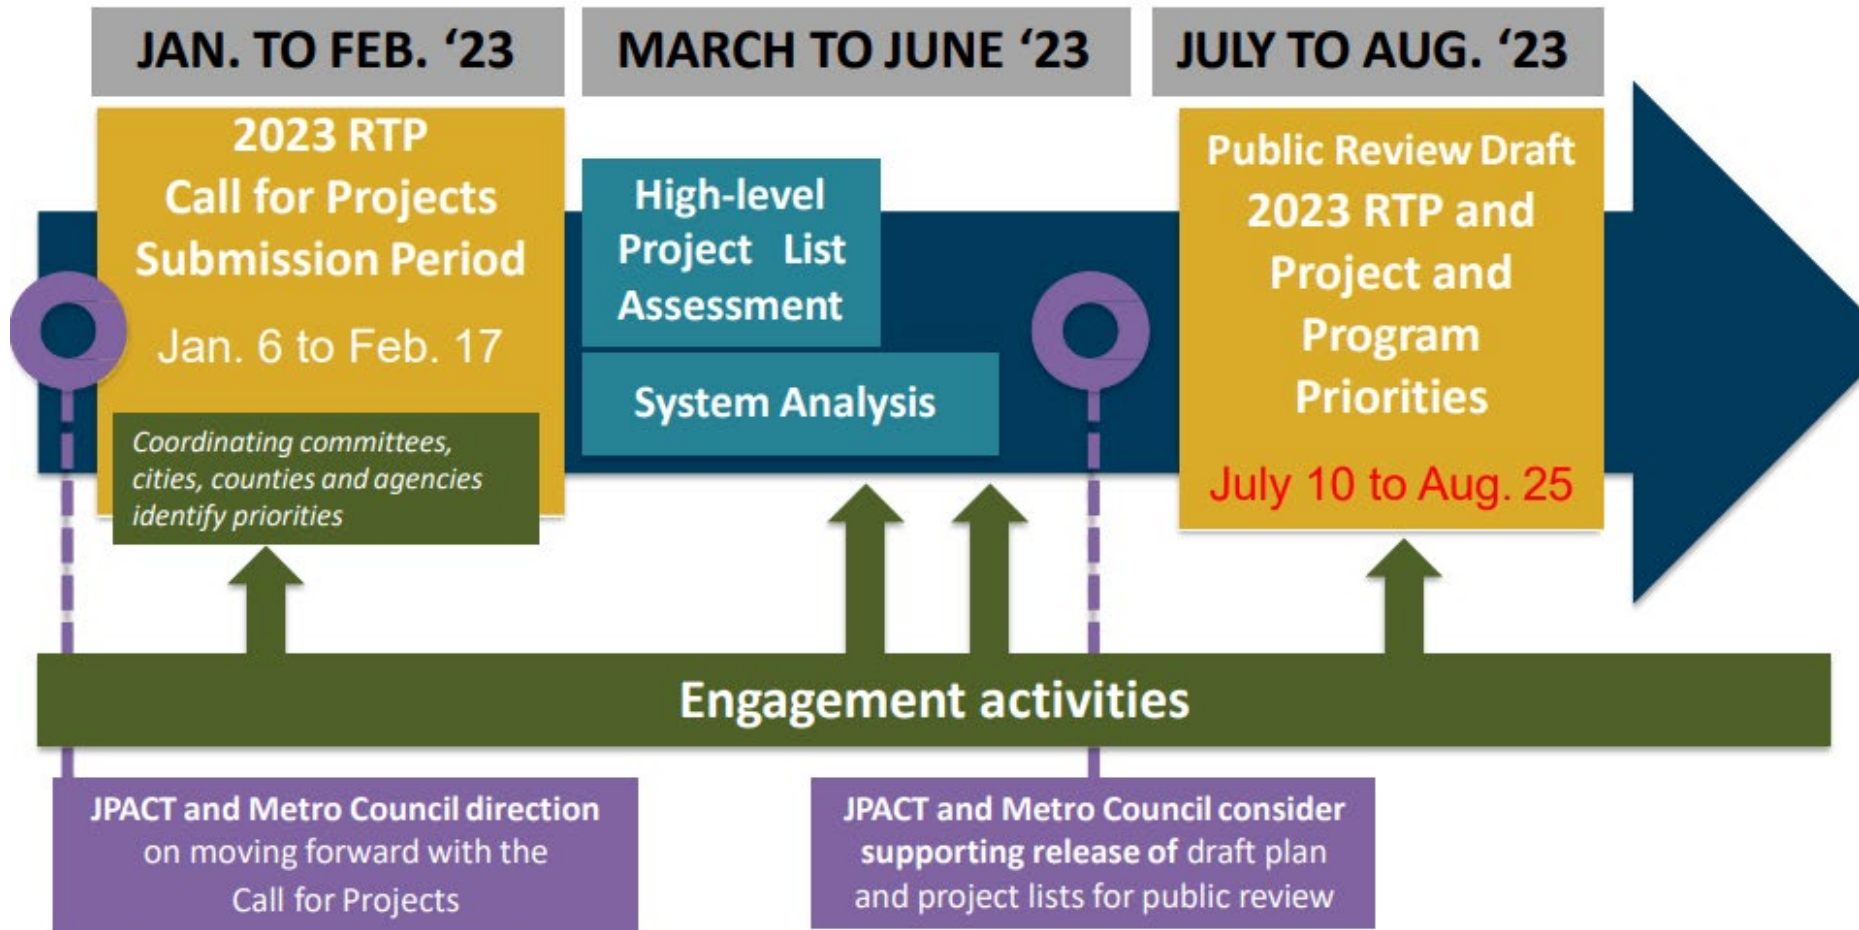 JAN. TO FEB. ‘23
MARCH TO JUNE ‘23
JULY TO AUG. ‘23
2023 RTP
Call for Projects
Submission Period
Jan. 6 to Feb. 17
Coordinating committees,
cities, counties and agencies
identify priorities
High-level
Project List
Assessment
System Analysis
Public Review Draft
2023 RTP and
Project and
Program
Priorities
July 10 to Aug. 25
Engagement activities
JPACT and Metro Council direction
on moving forward with the
Call for Projects
JPACT and Metro Council consider
supporting release of draft plan
and project lists for public review